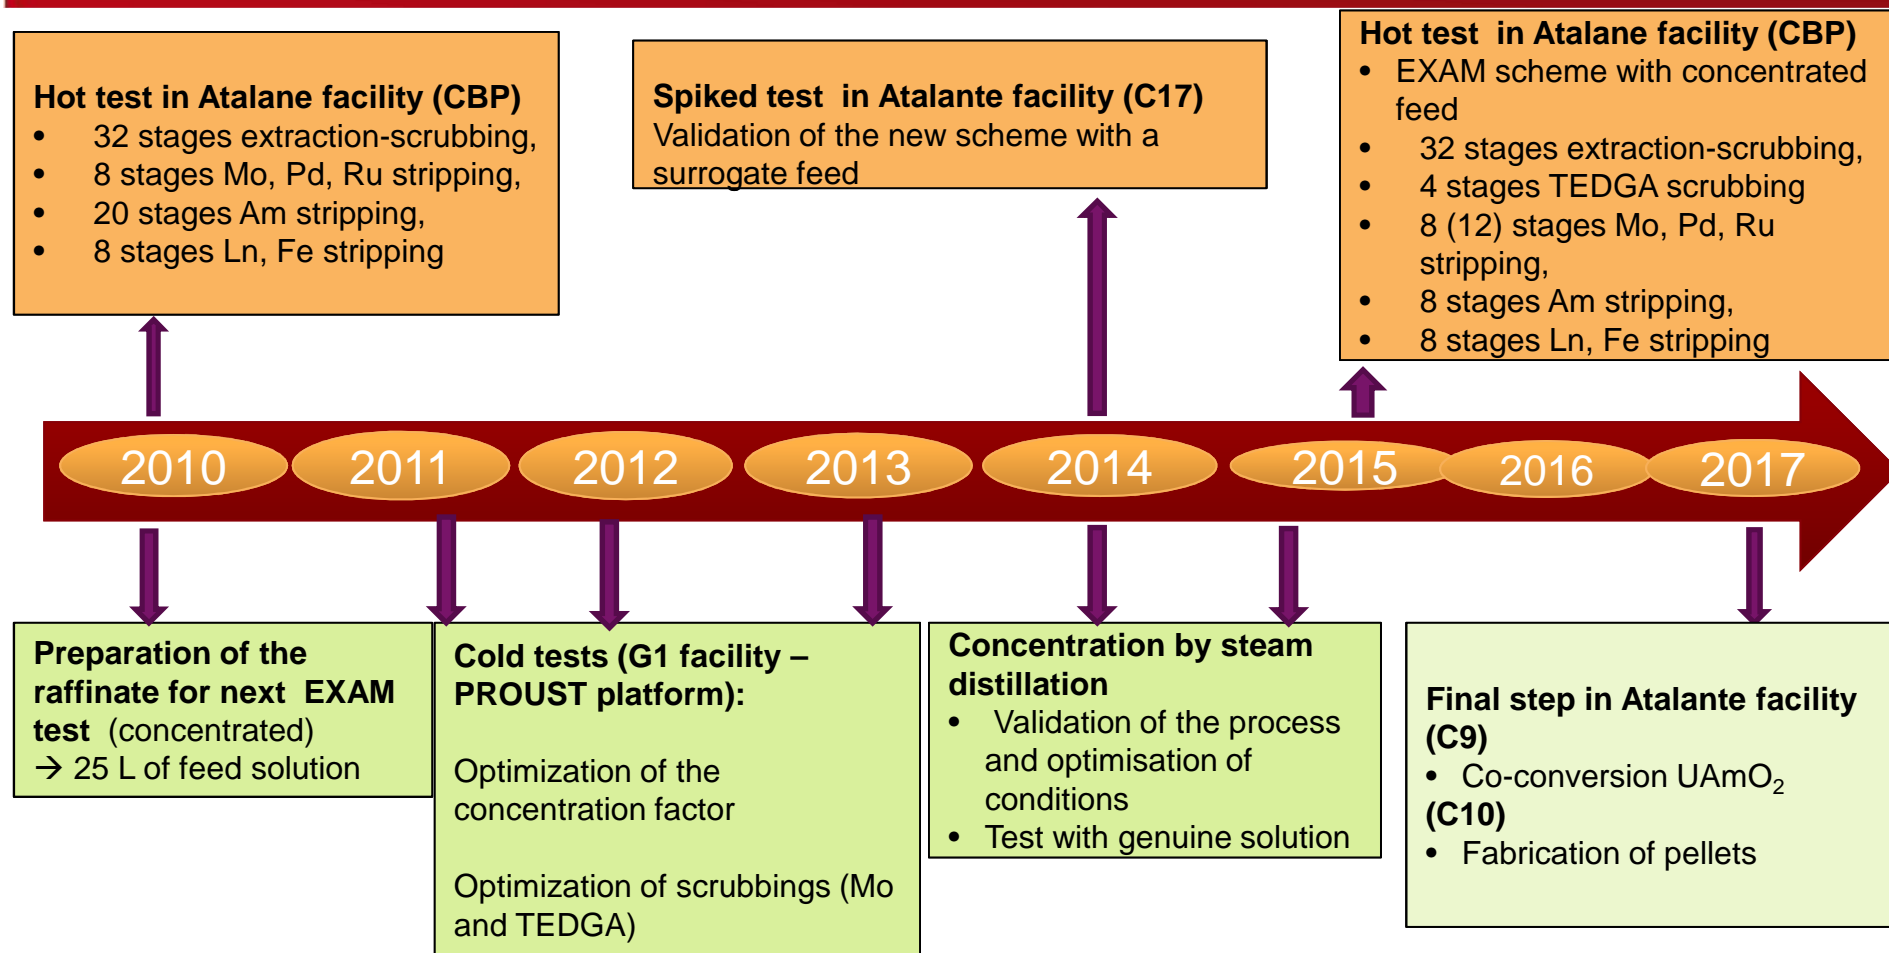 Hot test in Atalane facility (CBP)
• 32 stages extraction-scrubbing,
• 8 stages Mo, Pd, Ru stripping,
• 20 stages Am stripping,
• 8 stages Ln, Fe stripping
Spiked test in Atalante facility (C17)
Validation of the new scheme with a
surrogate feed
Hot test in Atalane facility (CBP)
• EXAM scheme with concentrated
feed
• 32 stages extraction-scrubbing,
• 4 stages TEDGA scrubbing
• 8 (12) stages Mo, Pd, Ru
stripping,
• 8 stages Am stripping,
• 8 stages Ln, Fe stripping
2010 2011 2012 2013 2014 2015 2016 2017
Preparation of the
raffinate for next EXAM
test (concentrated)
→ 25 L of feed solution
Cold tests (G1 facility –
PROUST platform):
Optimization of the
concentration factor
Optimization of scrubbings (Mo
and TEDGA)
Concentration by steam
distillation
• Validation of the process
and optimisation of
conditions
• Test with genuine solution
Final step in Atalante facility
(C9)
• Co-conversion UAmO₂
(C10)
• Fabrication of pellets